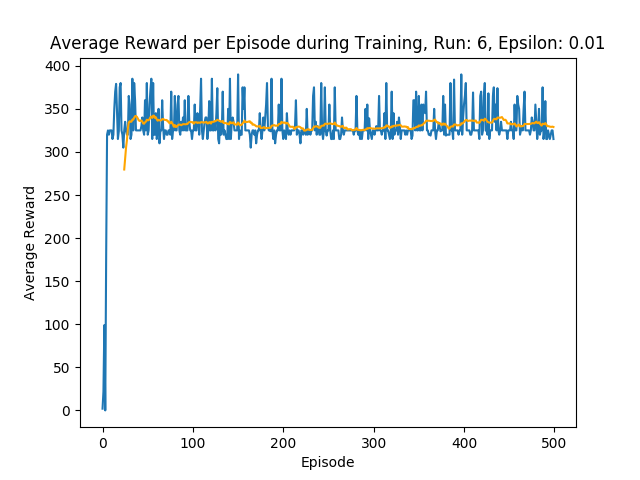 Average Reward per Episode during Training, Run: 6, Epsilon: 0.01
400
350
300
250
200
150
100
50
0
Average Reward
0 100 200 300 400 500
Episode